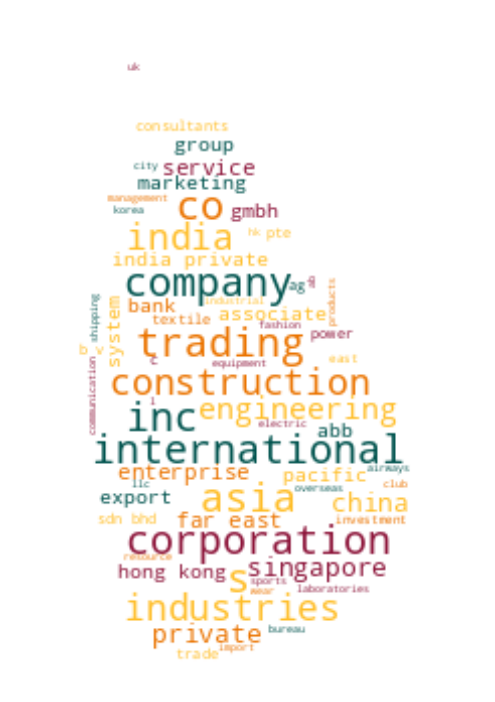 uk
consultants
group
city service
marketing
management
korea co gmbh
india hk pte
india private
company ag
shipping system bank industrial products
textile associate
fashion
trading power
communication c equipment east
construction
l
inc engineering
electric abb
international
enterprise pacific airways
llc overseas club
export asia china
sdn bhd far east investment
corporation
resource
hong kong s singapore
sports
wear laboratories
industries
private bureau
trade import